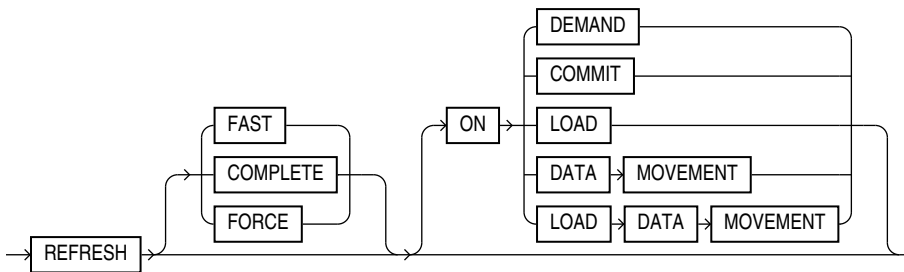 DEMAND
COMMIT
FAST ON LOAD
COMPLETE DATA MOVEMENT
FORCE LOAD DATA MOVEMENT
REFRESH